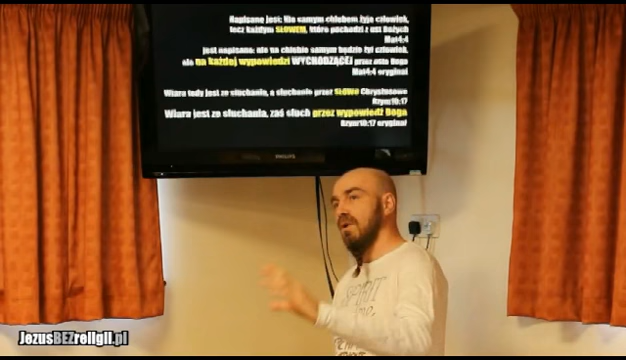 Napisane jest: Nie samym chlebem żyje człowiek,
lecz każdym SŁOWEM, które pochodzi z ust Bożych
Mat4:4
jest napisano: nie na chlebie samym będzie żył człowiek,
ale na każdej wypowiedzi WYCHODZĄCEJ przez usta Boga
Mat4:4 oryginał
Wiara tedy jest ze słuchania, a słuchanie przez SŁOWO Chrystusowe
Rzym10:17
Wiara jest ze słuchania, zaś słuch przez wypowiedź Boga
Rzym10:17 oryginał
PHILIPS
SPIRIT
JezusBEZreligii.pl